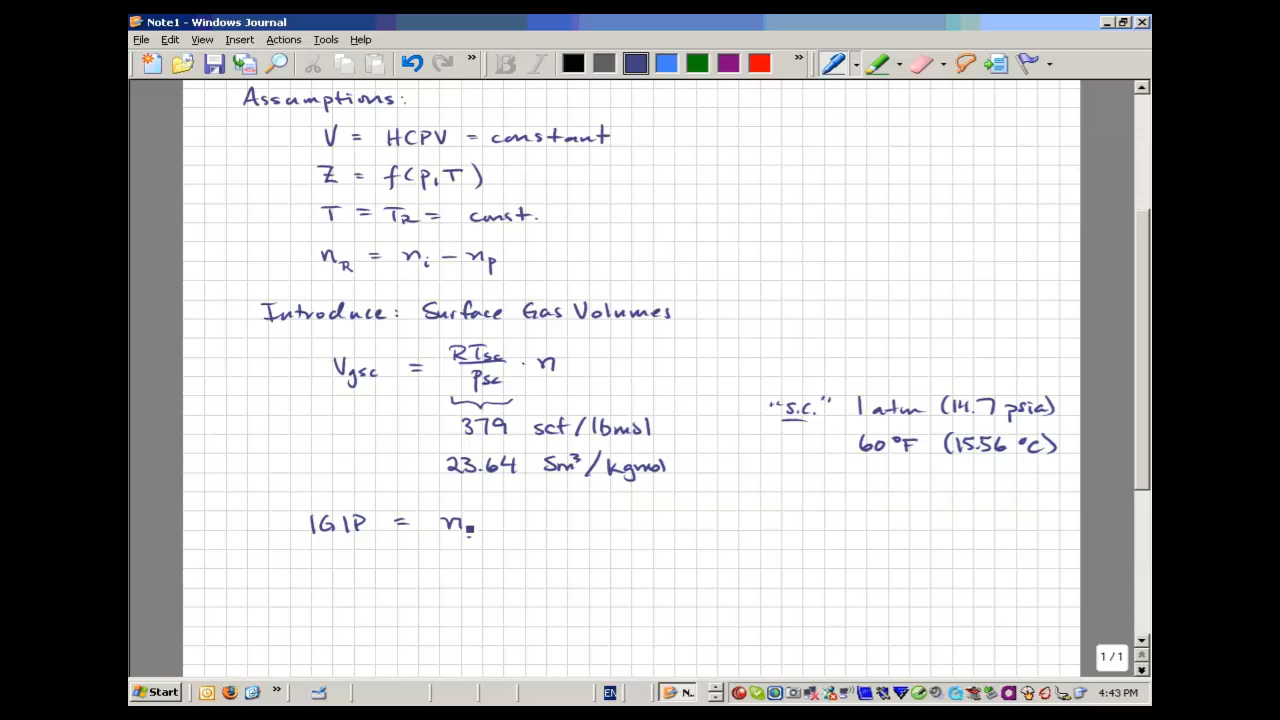 Note1 - Windows Journal
File Edit View Insert Actions Tools Help
Assumptions:
V = HCPV = constant
Z = f(p,T)
T = TR = const.
nR = ni - np
Introduce: Surface Gas Volumes
Vgsc = RTsc/psc · n
379 scf/lbmol
"s.c." 1 atm (14.7 psia)
23.64 Sm³/kgmol
60 °F (15.56 °C)
IGIP = n
1 / 1
Start
EN
N..
4:43 PM